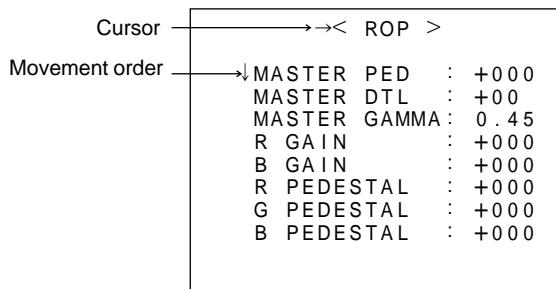 Cursor →< ROP >
Movement order ↓MASTER PED : +000
MASTER DTL : +00
MASTER GAMMA: 0.45
R GAIN : +000
B GAIN : +000
R PEDESTAL : +000
G PEDESTAL : +000
B PEDESTAL : +000